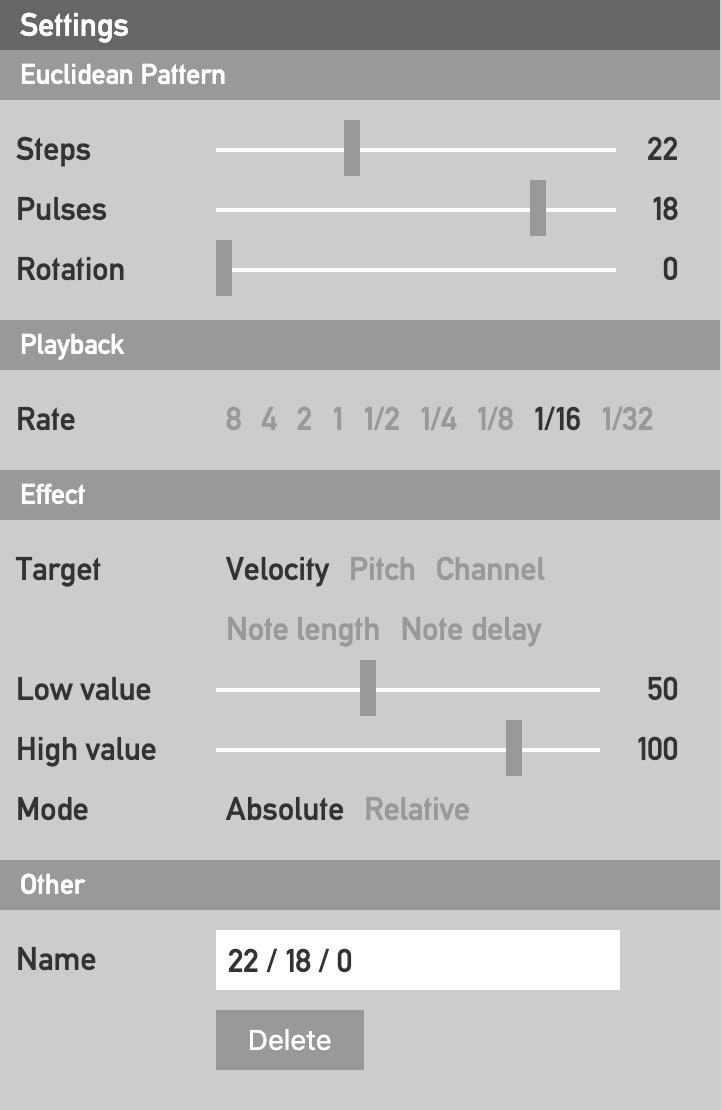 Settings
Euclidean Pattern
Steps 22
Pulses 18
Rotation 0
Playback
Rate 8 4 2 1 1/2 1/4 1/8 1/16 1/32
Effect
Target Velocity Pitch Channel
Note length Note delay
Low value 50
High value 100
Mode Absolute Relative
Other
Name 22 / 18 / 0
Delete